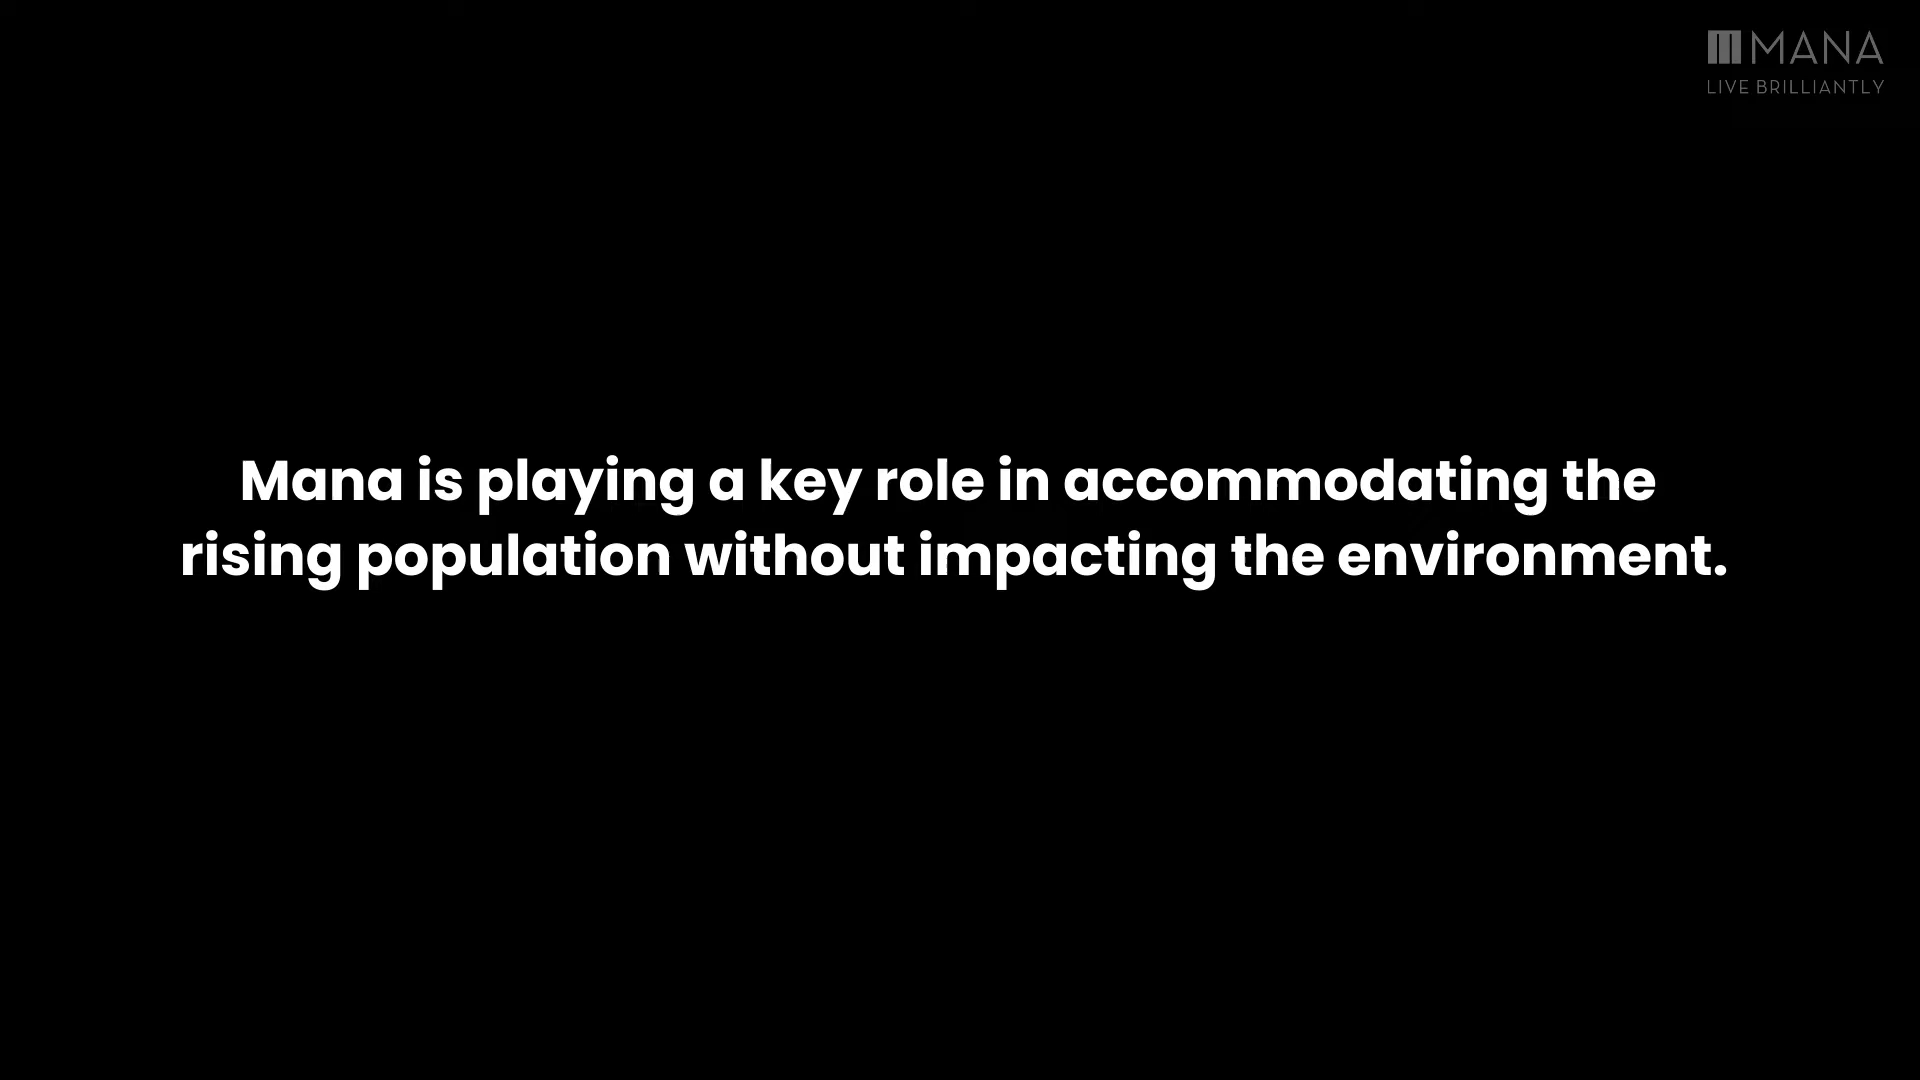 MANA
LIVE BRILLIANTLY
Mana is playing a key role in accommodating the
rising population without impacting the environment.